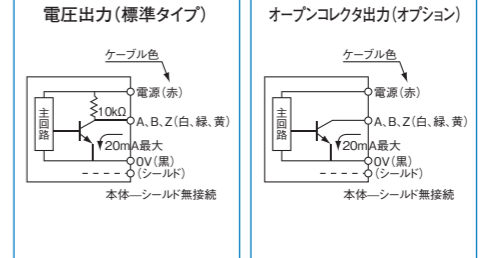 電圧出力(標準タイプ)
ケーブル色
電源(赤)
主回路
10kΩ
A、B、Z(白、緑、黄)
20mA最大
0V(黒)
(シールド)
本体―シールド無接続
オープンコレクタ出力(オプション)
ケーブル色
電源(赤)
主回路
A、B、Z(白、緑、黄)
20mA最大
0V(黒)
(シールド)
本体―シールド無接続